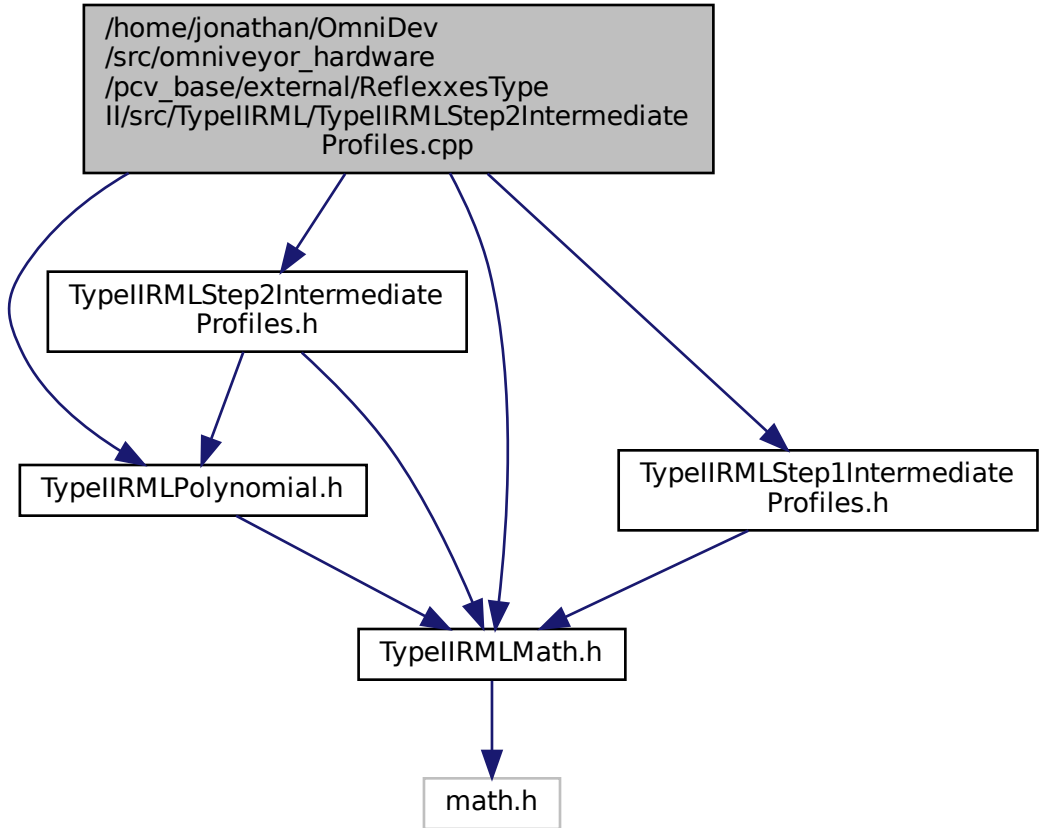 /home/jonathan/OmniDev
/src/omniveyor_hardware
/pcv_base/external/ReflexxesType
II/src/TypeIIRML/TypeIIRMLStep2Intermediate
Profiles.cpp
TypeIIRMLStep2Intermediate
Profiles.h
TypeIIRMLPolynomial.h
TypeIIRMLStep1Intermediate
Profiles.h
TypeIIRMLMath.h
math.h